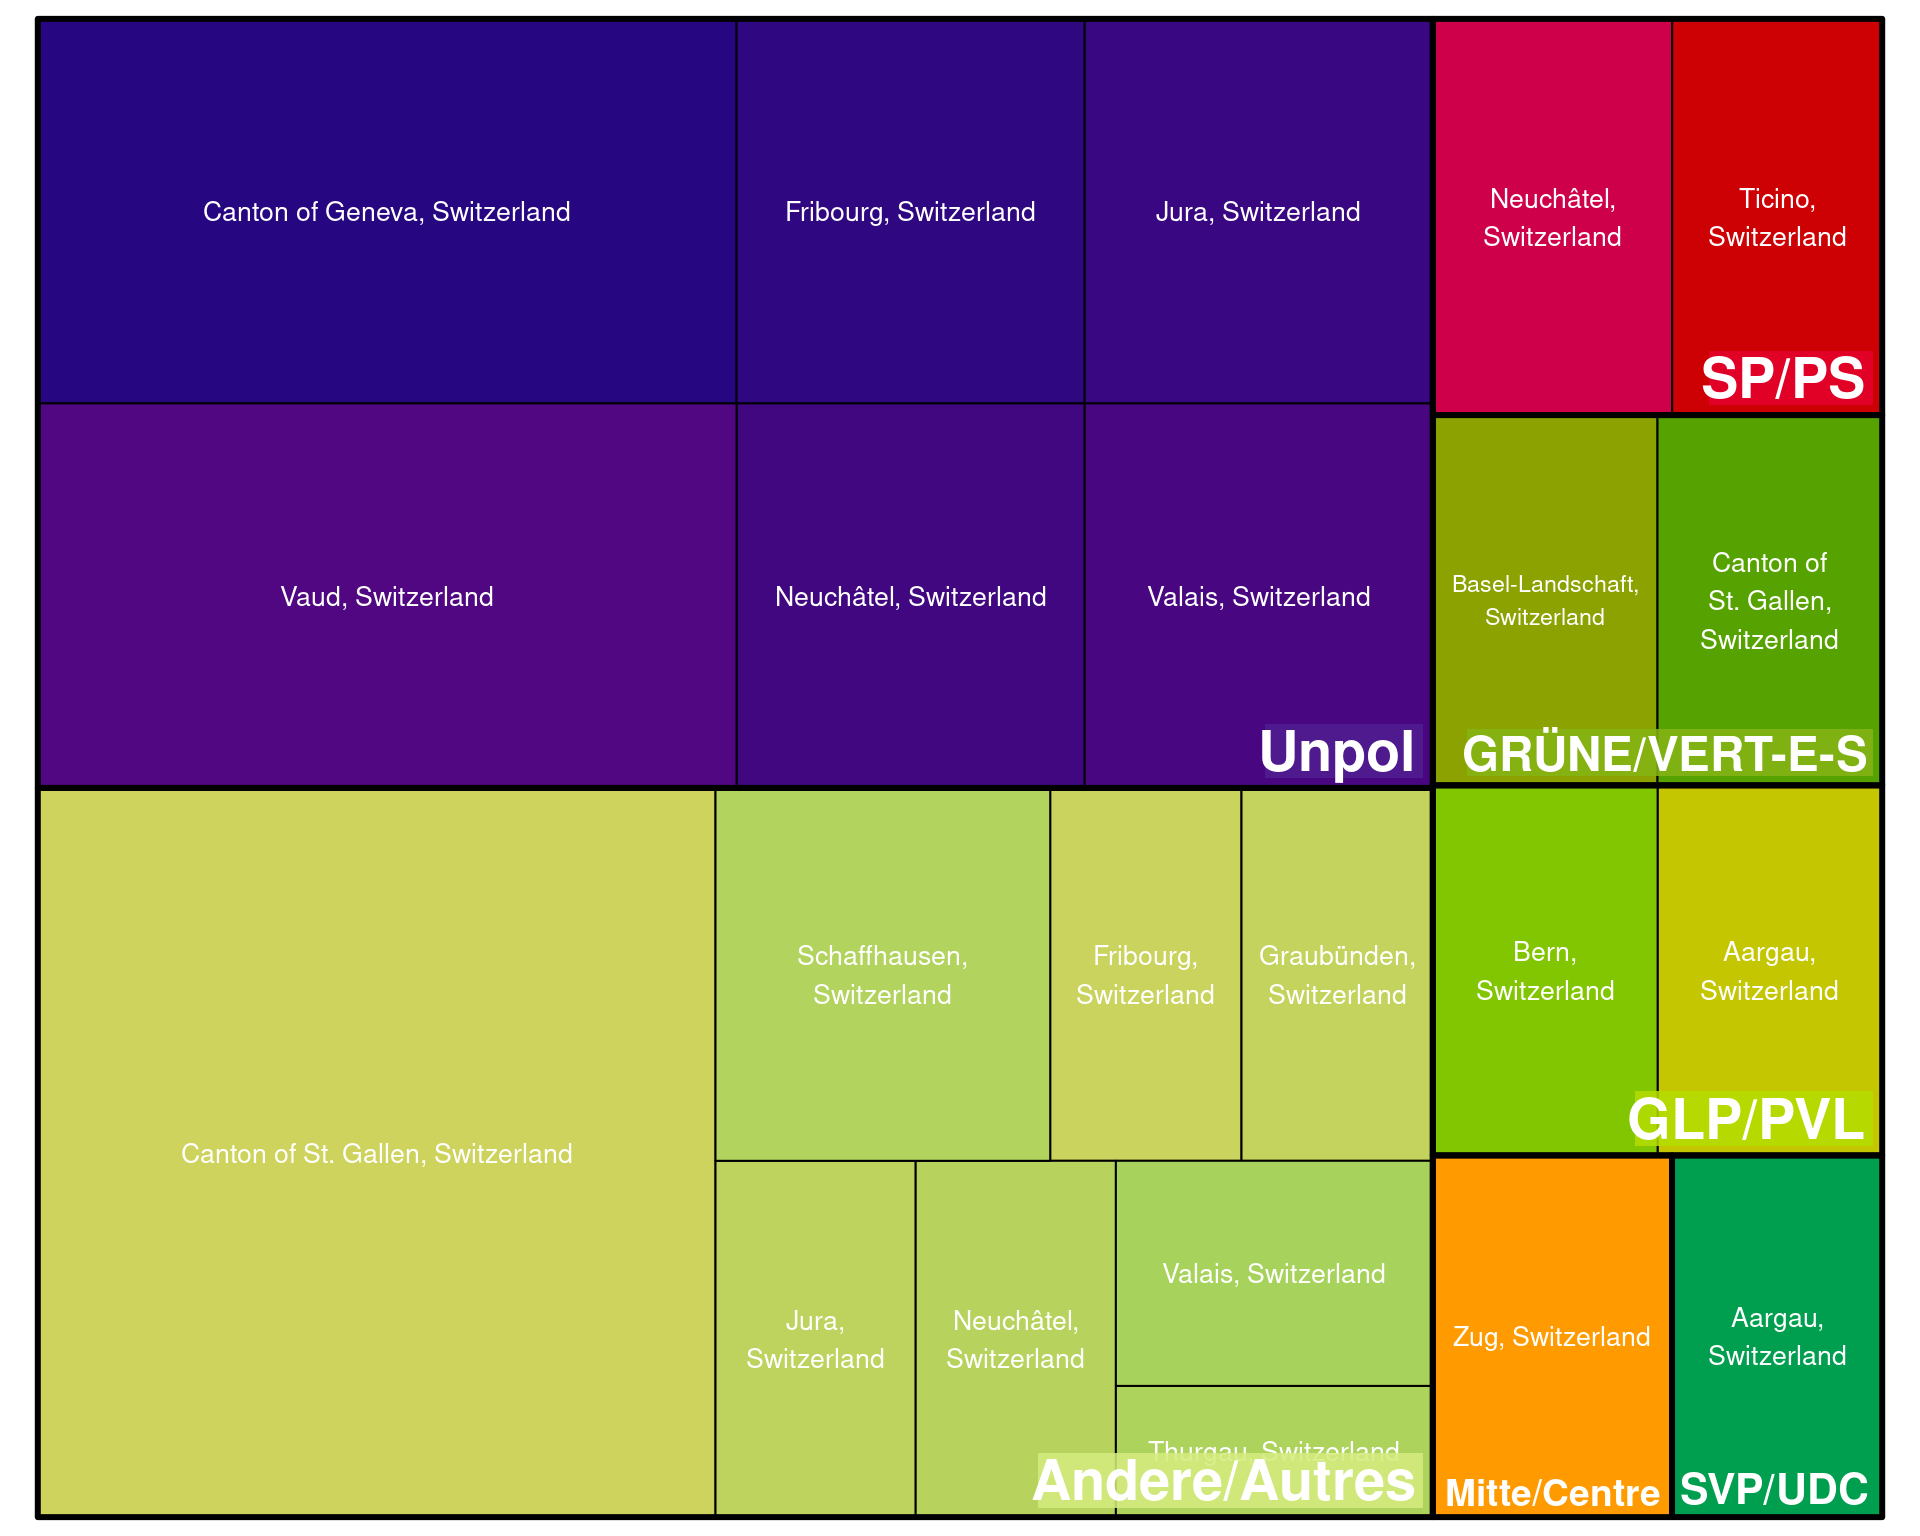 Canton of Geneva, Switzerland
Fribourg, Switzerland
Jura, Switzerland
Vaud, Switzerland
Neuchâtel, Switzerland
Valais, Switzerland
Unpol
Neuchâtel,
Switzerland
Ticino,
Switzerland
SP/PS
Basel-Landschaft,
Switzerland
Canton of
St. Gallen,
Switzerland
GRÜNE/VERT-E-S
Canton of St. Gallen, Switzerland
Schaffhausen,
Switzerland
Fribourg,
Switzerland
Graubünden,
Switzerland
Jura,
Switzerland
Neuchâtel,
Switzerland
Valais, Switzerland
Thurgau, Switzerland
Andere/Autres
Bern,
Switzerland
Aargau,
Switzerland
GLP/PVL
Zug, Switzerland
Mitte/Centre
Aargau,
Switzerland
SVP/UDC